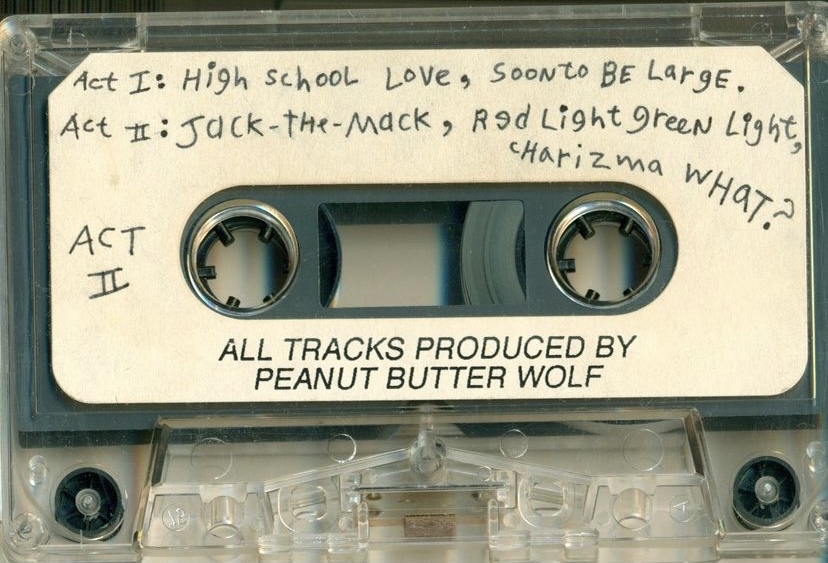 Act I: High school Love, soon to BE Large.
Act II: Jack-the-Mack, Red Light green Light,
cHarizma WHAT?
ACT
II
ALL TRACKS PRODUCED BY
PEANUT BUTTER WOLF